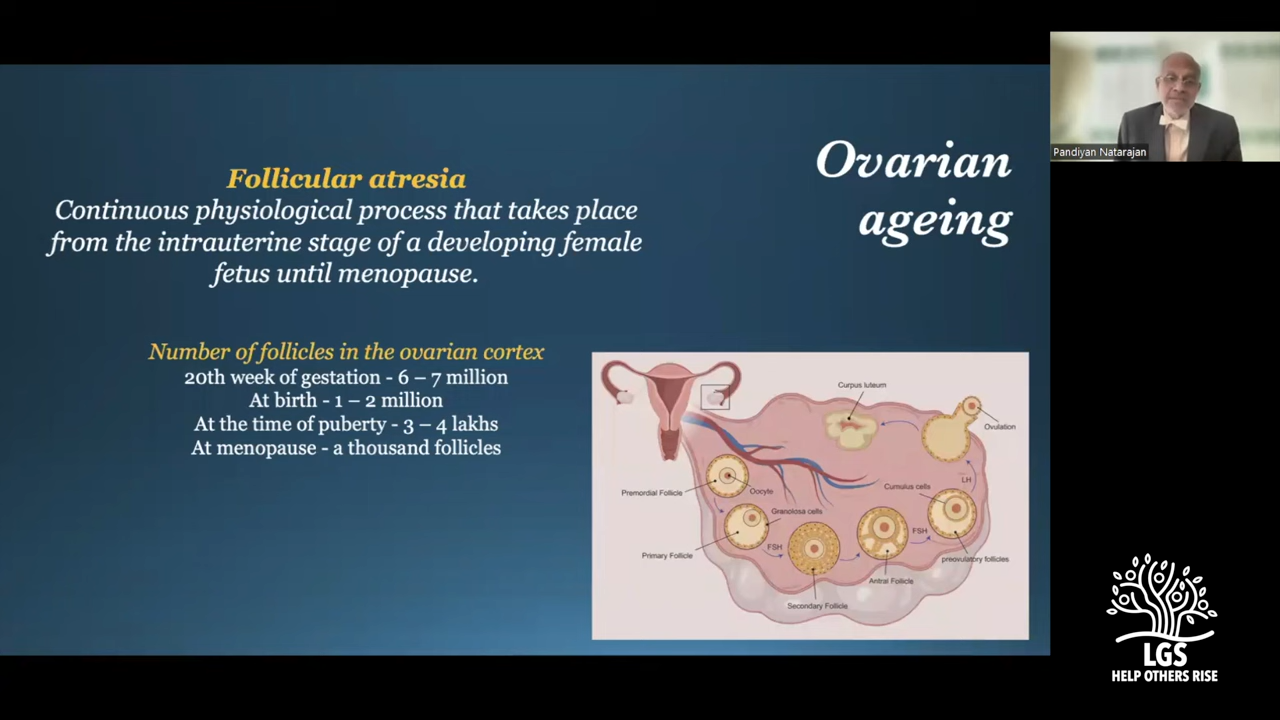 Ovarian
ageing
Follicular atresia
Continuous physiological process that takes place
from the intrauterine stage of a developing female
fetus until menopause.
Number of follicles in the ovarian cortex
20th week of gestation - 6 – 7 million
At birth - 1 – 2 million
At the time of puberty - 3 – 4 lakhs
At menopause - a thousand follicles
Curpus luteum
Ovulation
LH
Cumulus cells
Premordial Follicle
Oocyte
Granolosa cells
FSH
FSH
Primary Follicle
preovulatory follicles
Antral Follicle
Secondary Follicle
Pandiyan Natarajan
LGS
HELP OTHERS RISE